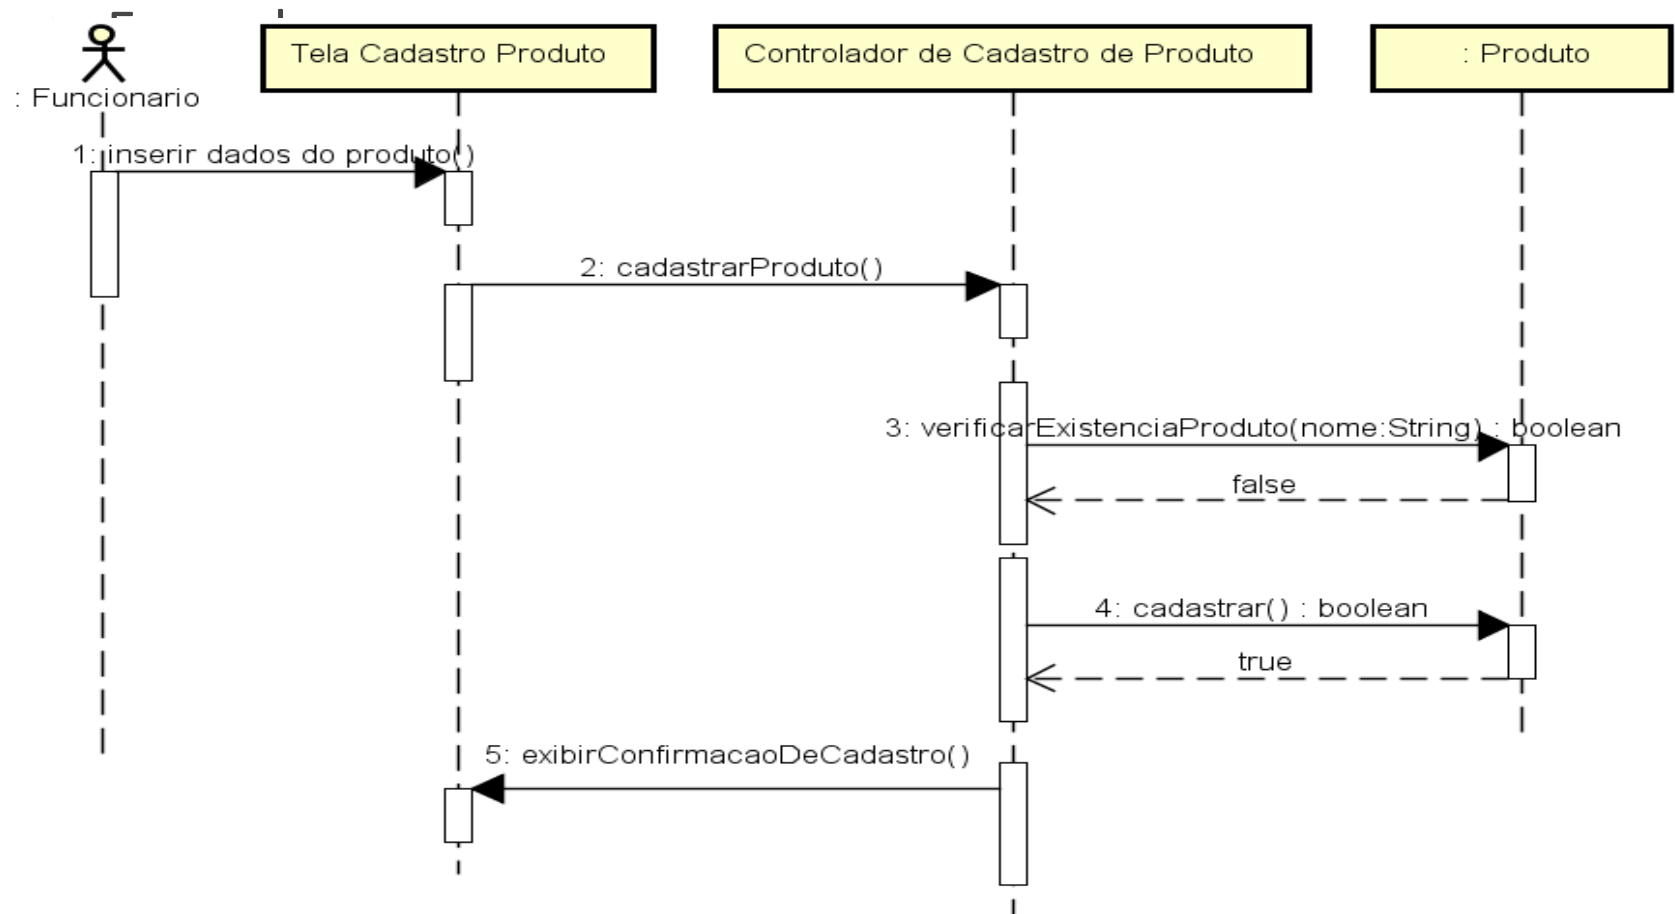 Tela Cadastro Produto
Controlador de Cadastro de Produto
: Produto
: Funcionario
1: inserir dados do produto()
2: cadastrarProduto()
3: verificarExistenciaProduto(nome:String) : boolean
false
4: cadastrar() : boolean
true
5: exibirConfirmacaoDeCadastro()